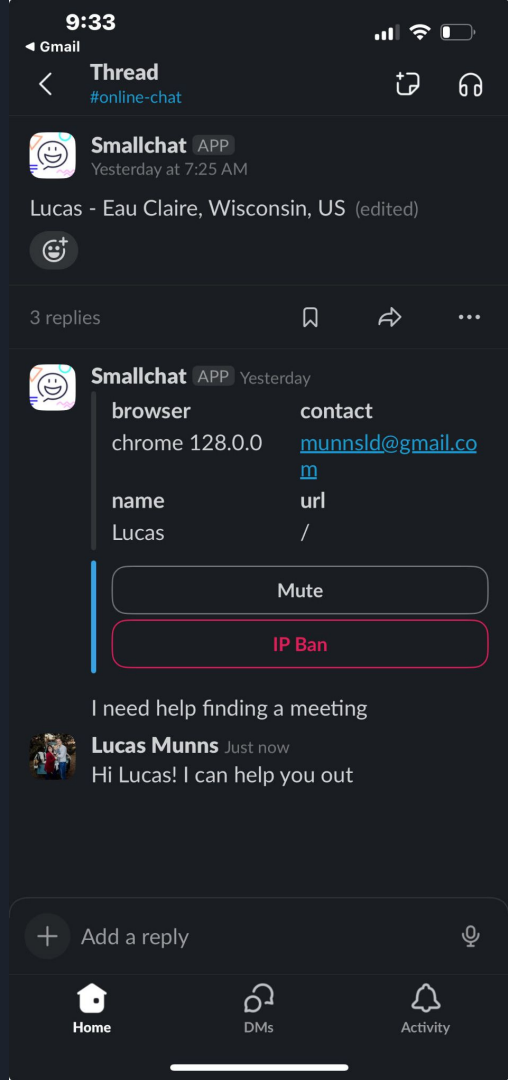 9:33
◀ Gmail
Thread
#online-chat
Smallchat APP
Yesterday at 7:25 AM
Lucas - Eau Claire, Wisconsin, US (edited)
3 replies
Smallchat APP Yesterday
browser contact
chrome 128.0.0 munnsld@gmail.co
m
name url
Lucas /
Mute
IP Ban
I need help finding a meeting
Lucas Munns Just now
Hi Lucas! I can help you out
Add a reply
Home DMs Activity